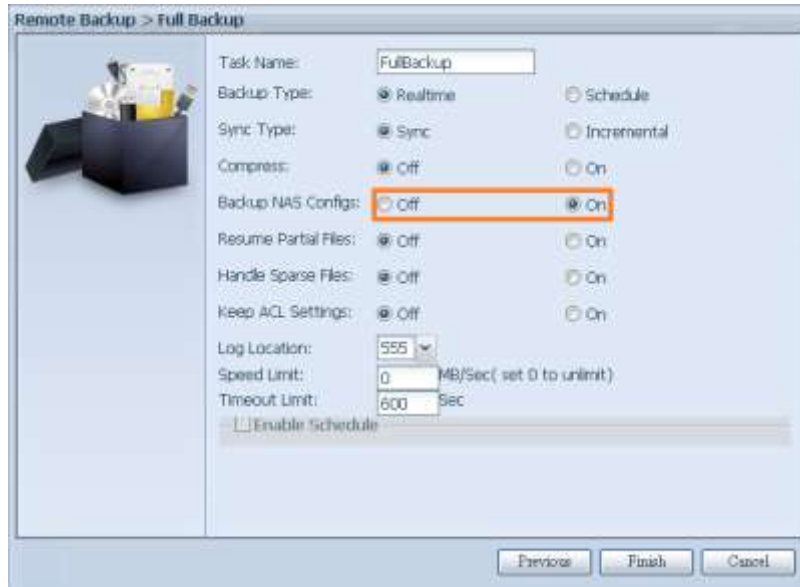 Remote Backup > Full Backup
Task Name: FullBackup
Backup Type: Realtime Schedule
Sync Type: Sync Incremental
Compress: Off On
Backup NAS Configs: Off On
Resume Partial Files: Off On
Handle Sparse Files: Off On
Keep ACL Settings: Off On
Log Location: 555
Speed Limit: 0 MB/Sec( set 0 to unlimit)
Timeout Limit: 600 Sec
Enable Schedule
Previous Finish Cancel